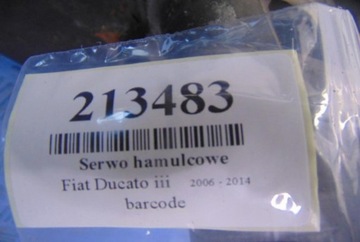 213483
Serwo hamulcowe
Fiat Ducato iii 2006 - 2014
barcode